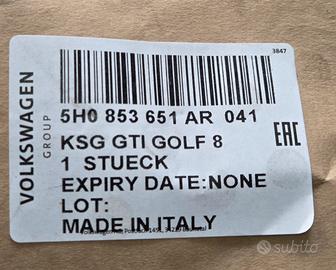 3847
VOLKSWAGEN
GROUP
5H0 853 651 AR 041
KSG GTI GOLF 8
1 STUECK
EXPIRY DATE:NONE
LOT:
MADE IN ITALY
EAC
subito